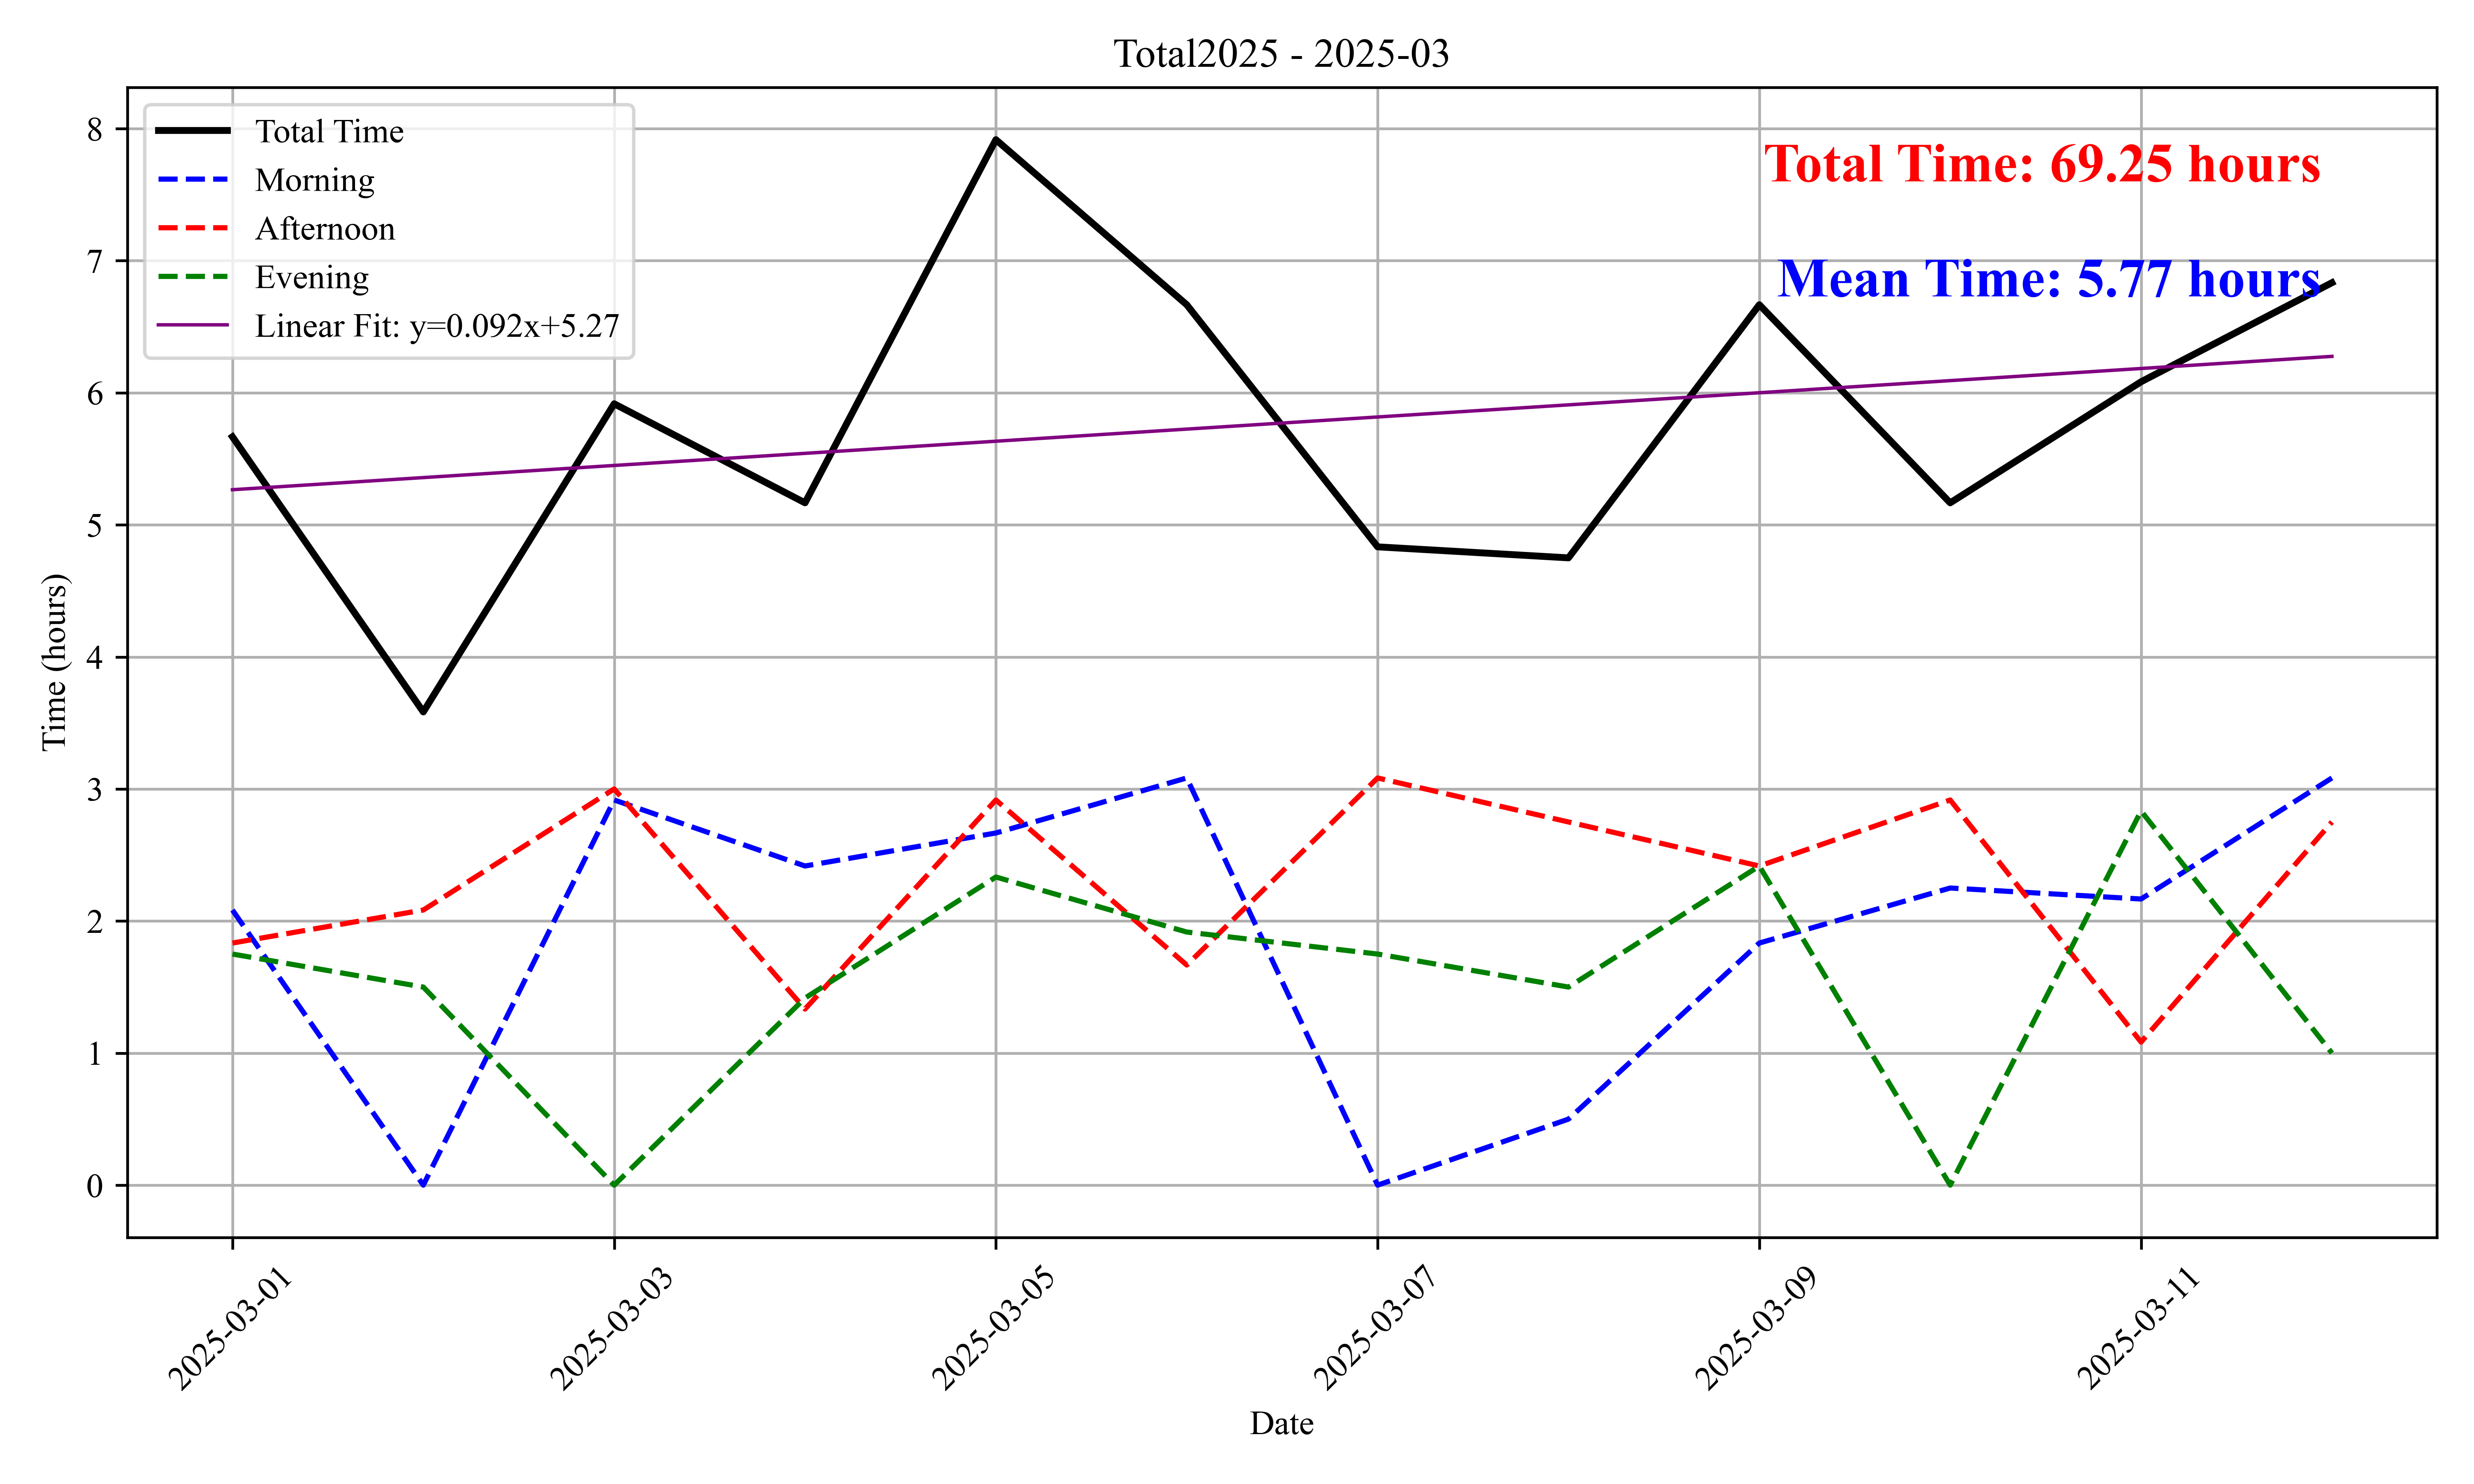 Total2025 - 2025-03
Total Time
Morning
Afternoon
Evening
Linear Fit: y=0.092x+5.27
Total Time: 69.25 hours
Mean Time: 5.77 hours
Time (hours)
8
7
6
5
4
3
2
1
0
2025-03-01
2025-03-03
2025-03-05
2025-03-07
2025-03-09
2025-03-11
Date